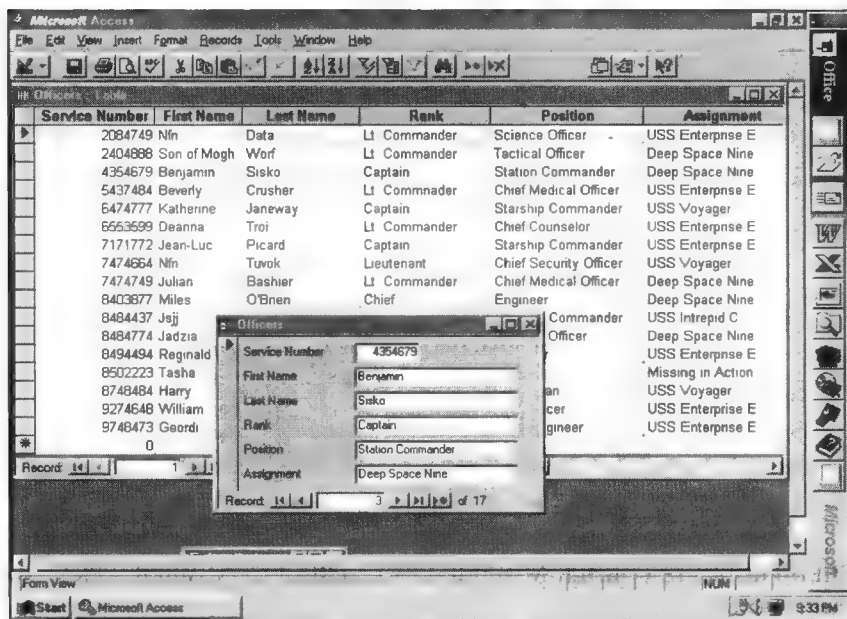 Microsoft Access
File Edit View Insert Format Records Tools Window Help
Officers : Table
Service Number First Name Last Name Rank Position Assignment
2084749 Nfn Data Lt Commander Science Officer USS Enterprise E
2404888 Son of Mogh Worf Lt Commander Tactical Officer Deep Space Nine
4354679 Benjamin Sisko Captain Station Commander Deep Space Nine
5437484 Beverly Crusher Lt Commnader Chief Medical Officer USS Enterprise E
6474777 Katherine Janeway Captain Starship Commander USS Voyager
6553599 Deanna Troi Lt Commander Chief Counselor USS Enterprise E
7171772 Jean-Luc Picard Captain Starship Commander USS Enterprise E
7474664 Nfn Tuvok Lieutenant Chief Security Officer USS Voyager
7474749 Julian Bashier Lt Commander Chief Medical Officer Deep Space Nine
8403877 Miles O'Brien Chief Engineer Deep Space Nine
8484437 Jsjj Commander USS Intrepid C
8484774 Jadzia Officer Deep Space Nine
8494494 Reginald USS Enterprise E
8502223 Tasha Missing in Action
8748484 Harry USS Voyager
9274648 William USS Enterprise E
9748473 Geordi USS Enterprise E
0
Record: 1
Officers
Service Number 4354679
First Name Benjamin
Last Name Sisko
Rank Captain
Position Station Commander
Assignment Deep Space Nine
Record: 3 of 17
Form View NUM
Start Microsoft Access 9:33 PM
Office
Microsoft